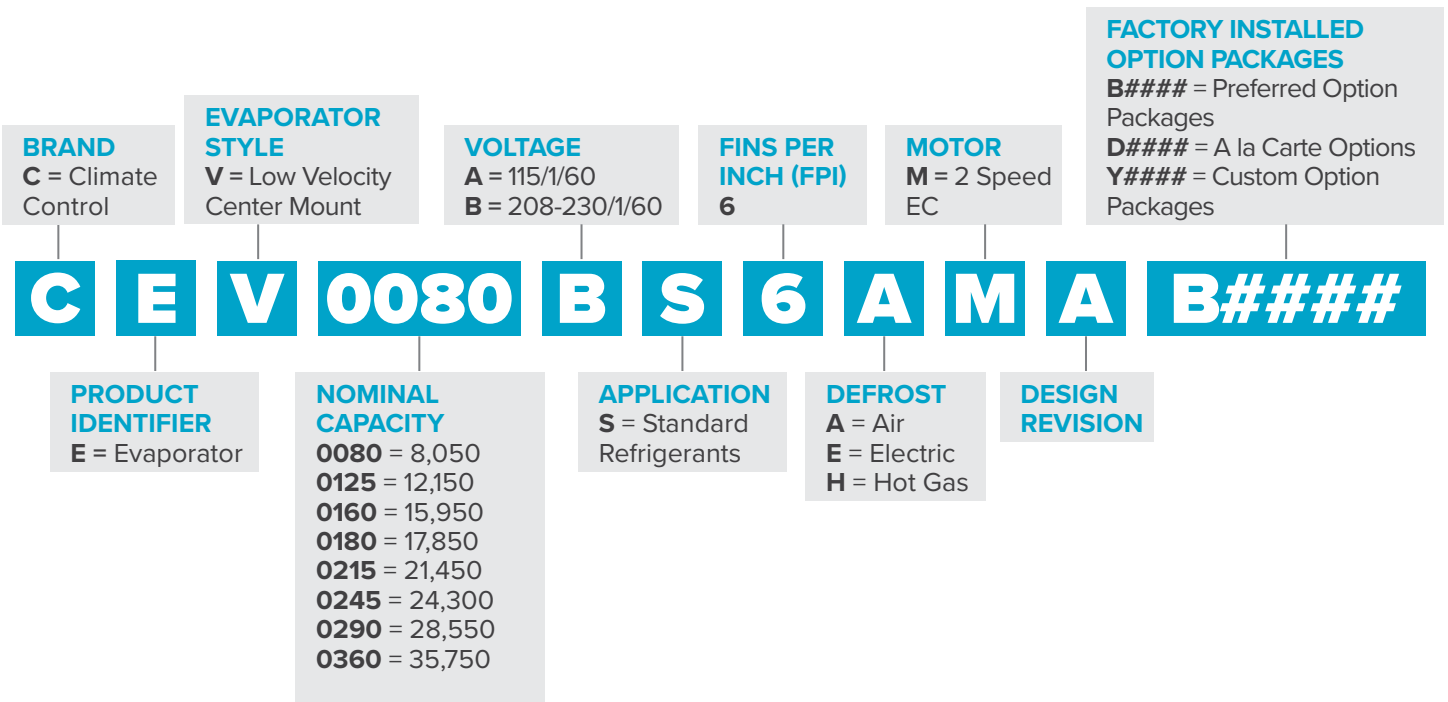 FACTORY INSTALLED
OPTION PACKAGES
B#### = Preferred Option
Packages
D#### = A la Carte Options
Y#### = Custom Option
Packages
EVAPORATOR
STYLE
V = Low Velocity
Center Mount
BRAND
C = Climate
Control
VOLTAGE
A = 115/1/60
B = 208-230/1/60
FINS PER
INCH (FPI)
6
MOTOR
M = 2 Speed
EC
C E V 0080 B S 6 A M A B####
PRODUCT
IDENTIFIER
E = Evaporator
NOMINAL
CAPACITY
0080 = 8,050
0125 = 12,150
0160 = 15,950
0180 = 17,850
0215 = 21,450
0245 = 24,300
0290 = 28,550
0360 = 35,750
APPLICATION
S = Standard
Refrigerants
DEFROST
A = Air
E = Electric
H = Hot Gas
DESIGN
REVISION